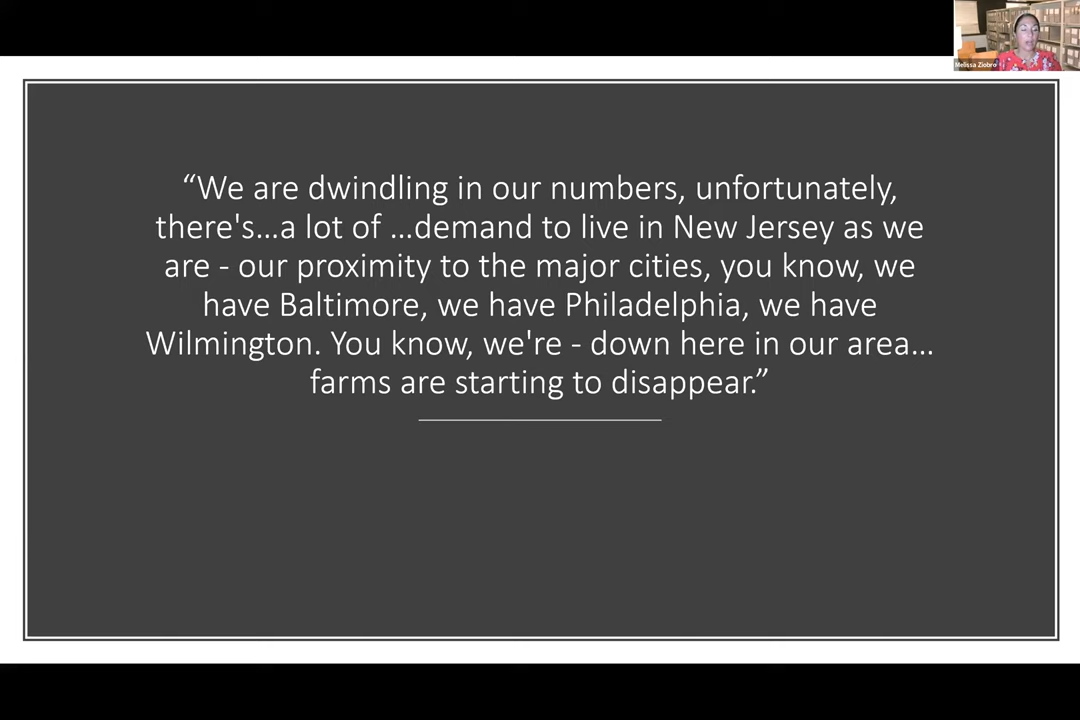 Melissa Ziobro
“We are dwindling in our numbers, unfortunately,
there's...a lot of ...demand to live in New Jersey as we
are - our proximity to the major cities, you know, we
have Baltimore, we have Philadelphia, we have
Wilmington. You know, we're - down here in our area...
farms are starting to disappear.”